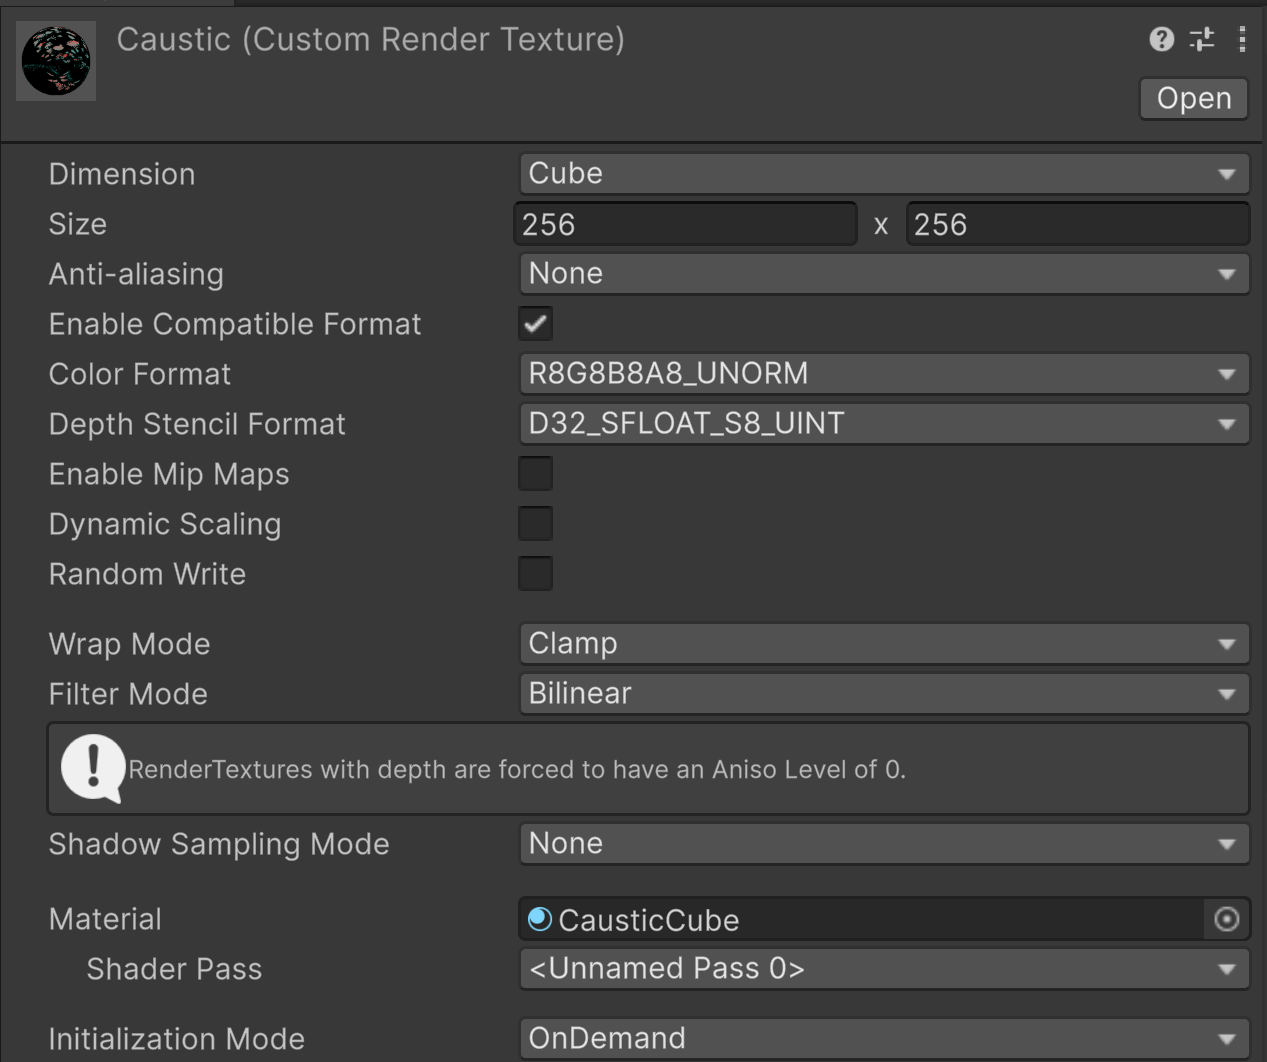 Caustic (Custom Render Texture)
Open
Dimension Cube
Size 256 x 256
Anti-aliasing None
Enable Compatible Format
Color Format R8G8B8A8_UNORM
Depth Stencil Format D32_SFLOAT_S8_UINT
Enable Mip Maps
Dynamic Scaling
Random Write
Wrap Mode Clamp
Filter Mode Bilinear
RenderTextures with depth are forced to have an Aniso Level of 0.
Shadow Sampling Mode None
Material CausticCube
Shader Pass <Unnamed Pass 0>
Initialization Mode OnDemand